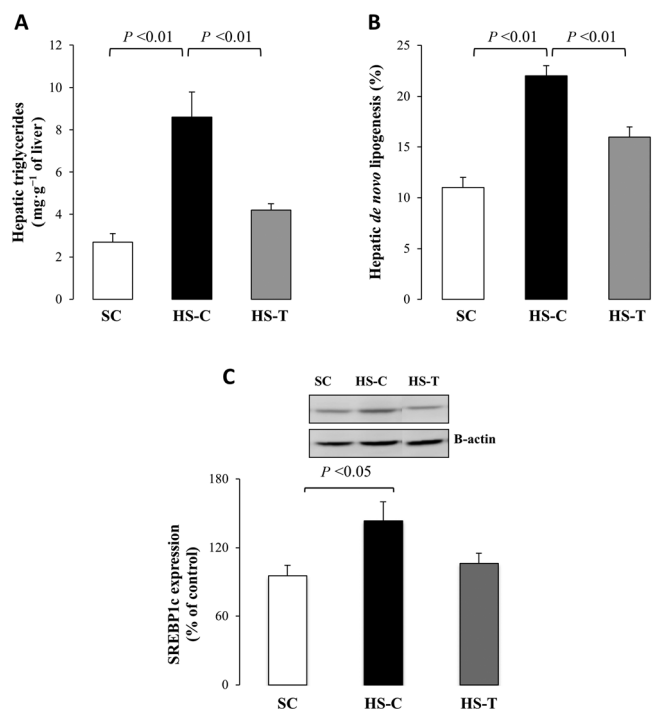 A
P <0.01
P <0.01
Hepatic triglycerides
(mg·g⁻¹ of liver)
12
10
8
6
4
2
0
SC
HS-C
HS-T
B
P <0.01
P <0.01
Hepatic de novo lipogenesis (%)
25
20
15
10
5
0
SC
HS-C
HS-T
C
SC
HS-C
HS-T
B-actin
P <0.05
SREBP1c expression
(% of control)
180
120
60
0
SC
HS-C
HS-T